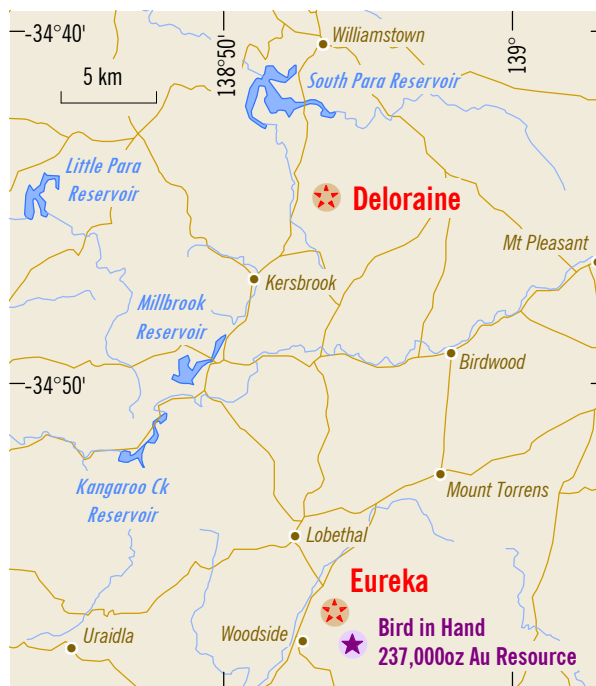 -34°40'
138°50'
139°
Williamstown
5 km
South Para Reservoir
Little Para
Reservoir
Deloraine
Mt Pleasant
Kersbrook
Millbrook
Reservoir
Birdwood
-34°50'
Kangaroo Ck
Reservoir
Mount Torrens
Lobethal
Eureka
Bird in Hand
237,000oz Au Resource
Uraidla
Woodside